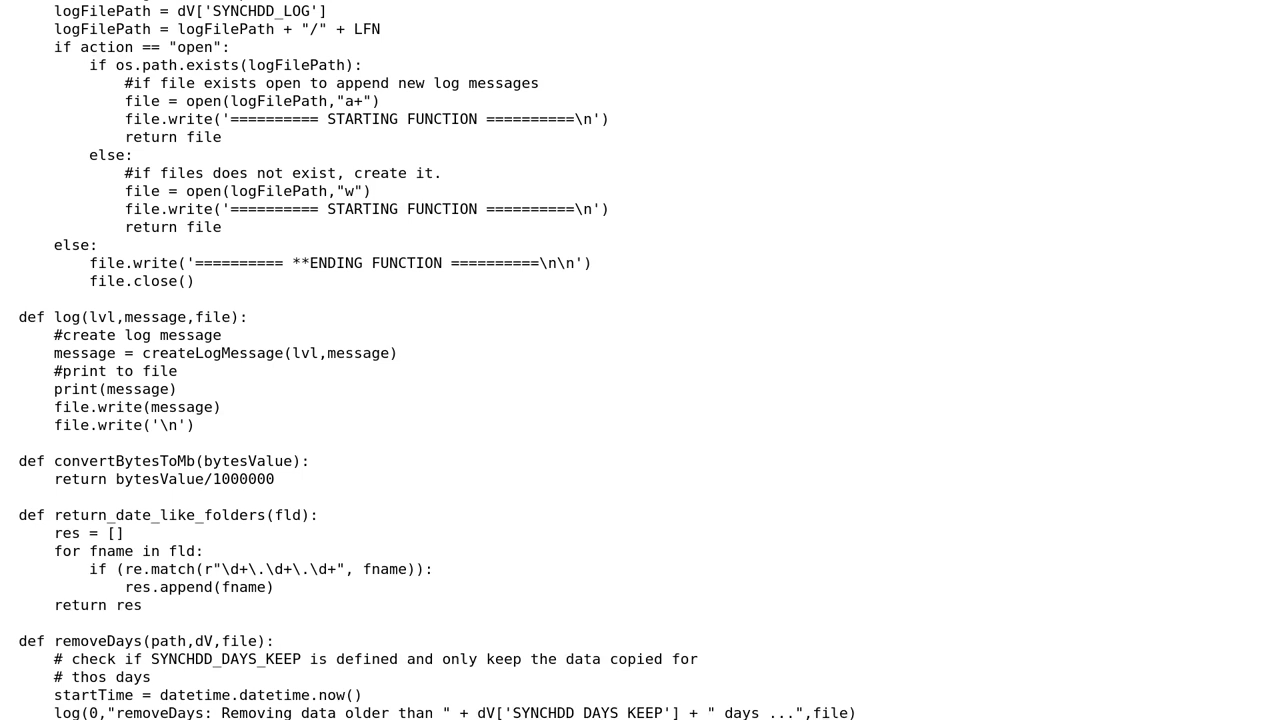 logFilePath = dV['SYNCHDD_LOG']
logFilePath = logFilePath + "/" + LFN
if action == "open":
if os.path.exists(logFilePath):
#if file exists open to append new log messages
file = open(logFilePath,"a+")
file.write('========== STARTING FUNCTION ==========\n')
return file
else:
#if files does not exist, create it.
file = open(logFilePath,"w")
file.write('========== STARTING FUNCTION ==========\n')
return file
else:
file.write('========== **ENDING FUNCTION ==========\n\n')
file.close()
def log(lvl,message,file):
#create log message
message = createLogMessage(lvl,message)
#print to file
print(message)
file.write(message)
file.write('\n')
def convertBytesToMb(bytesValue):
return bytesValue/1000000
def return_date_like_folders(fld):
res = []
for fname in fld:
if (re.match(r"\d+\.\d+\.\d+", fname)):
res.append(fname)
return res
def removeDays(path,dV,file):
# check if SYNCHDD_DAYS_KEEP is defined and only keep the data copied for
# thos days
startTime = datetime.datetime.now()
log(0,"removeDays: Removing data older than " + dV['SYNCHDD_DAYS_KEEP'] + " days ...",file)